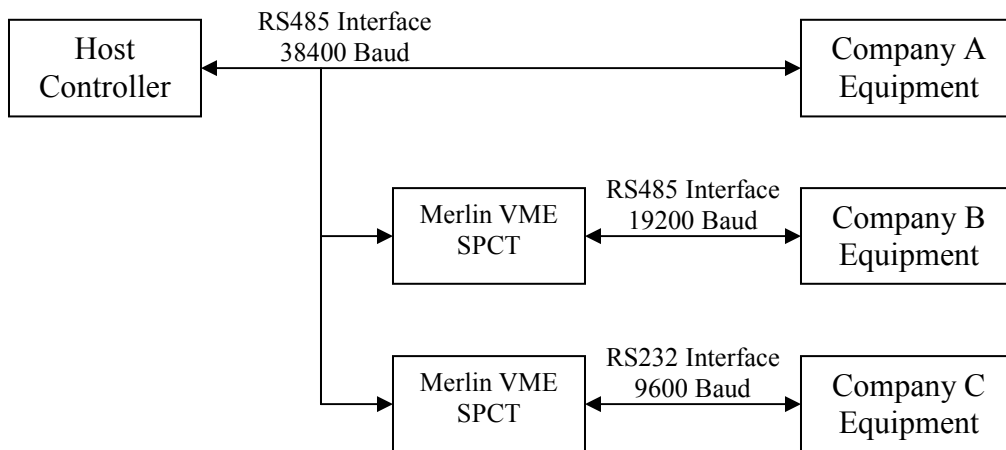 Host
Controller
RS485 Interface
38400 Baud
Company A
Equipment
Merlin VME
SPCT
RS485 Interface
19200 Baud
Company B
Equipment
Merlin VME
SPCT
RS232 Interface
9600 Baud
Company C
Equipment